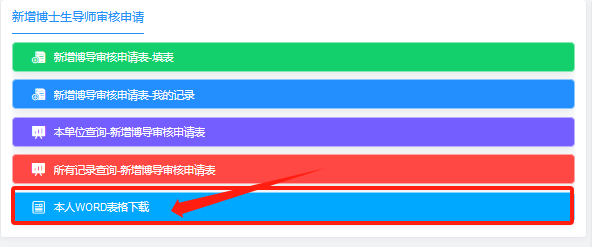 新增博士生导师审核申请
新增博导审核申请表-填表
新增博导审核申请表-我的记录
本单位查询-新增博导审核申请表
所有记录查询-新增博导审核申请表
本人WORD表格下载